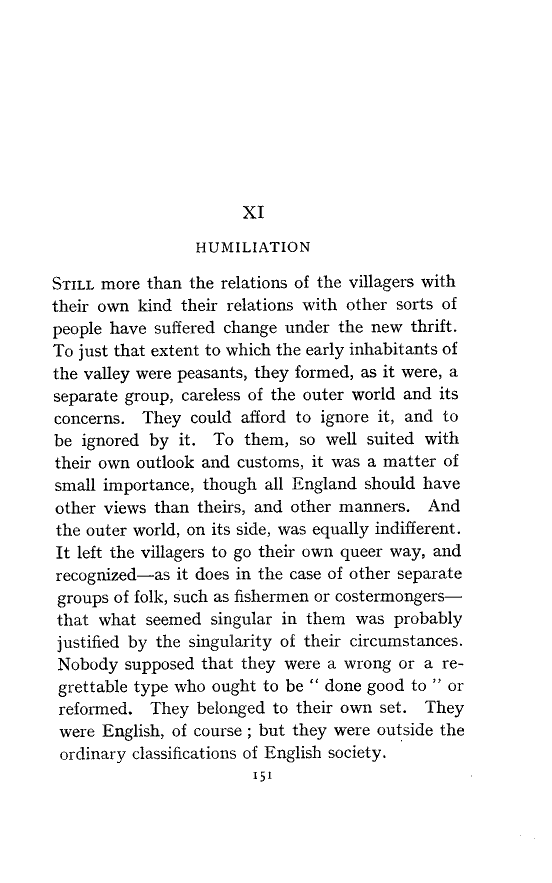 XI
HUMILIATION
STILL more than the relations of the villagers with
their own kind their relations with other sorts of
people have suffered change under the new thrift.
To just that extent to which the early inhabitants of
the valley were peasants, they formed, as it were, a
separate group, careless of the outer world and its
concerns. They could afford to ignore it, and to
be ignored by it. To them, so well suited with
their own outlook and customs, it was a matter of
small importance, though all England should have
other views than theirs, and other manners. And
the outer world, on its side, was equally indifferent.
It left the villagers to go their own queer way, and
recognized—as it does in the case of other separate
groups of folk, such as fishermen or costermongers—
that what seemed singular in them was probably
justified by the singularity of their circumstances.
Nobody supposed that they were a wrong or a re-
grettable type who ought to be “ done good to ” or
reformed. They belonged to their own set. They
were English, of course ; but they were outside the
ordinary classifications of English society.
151